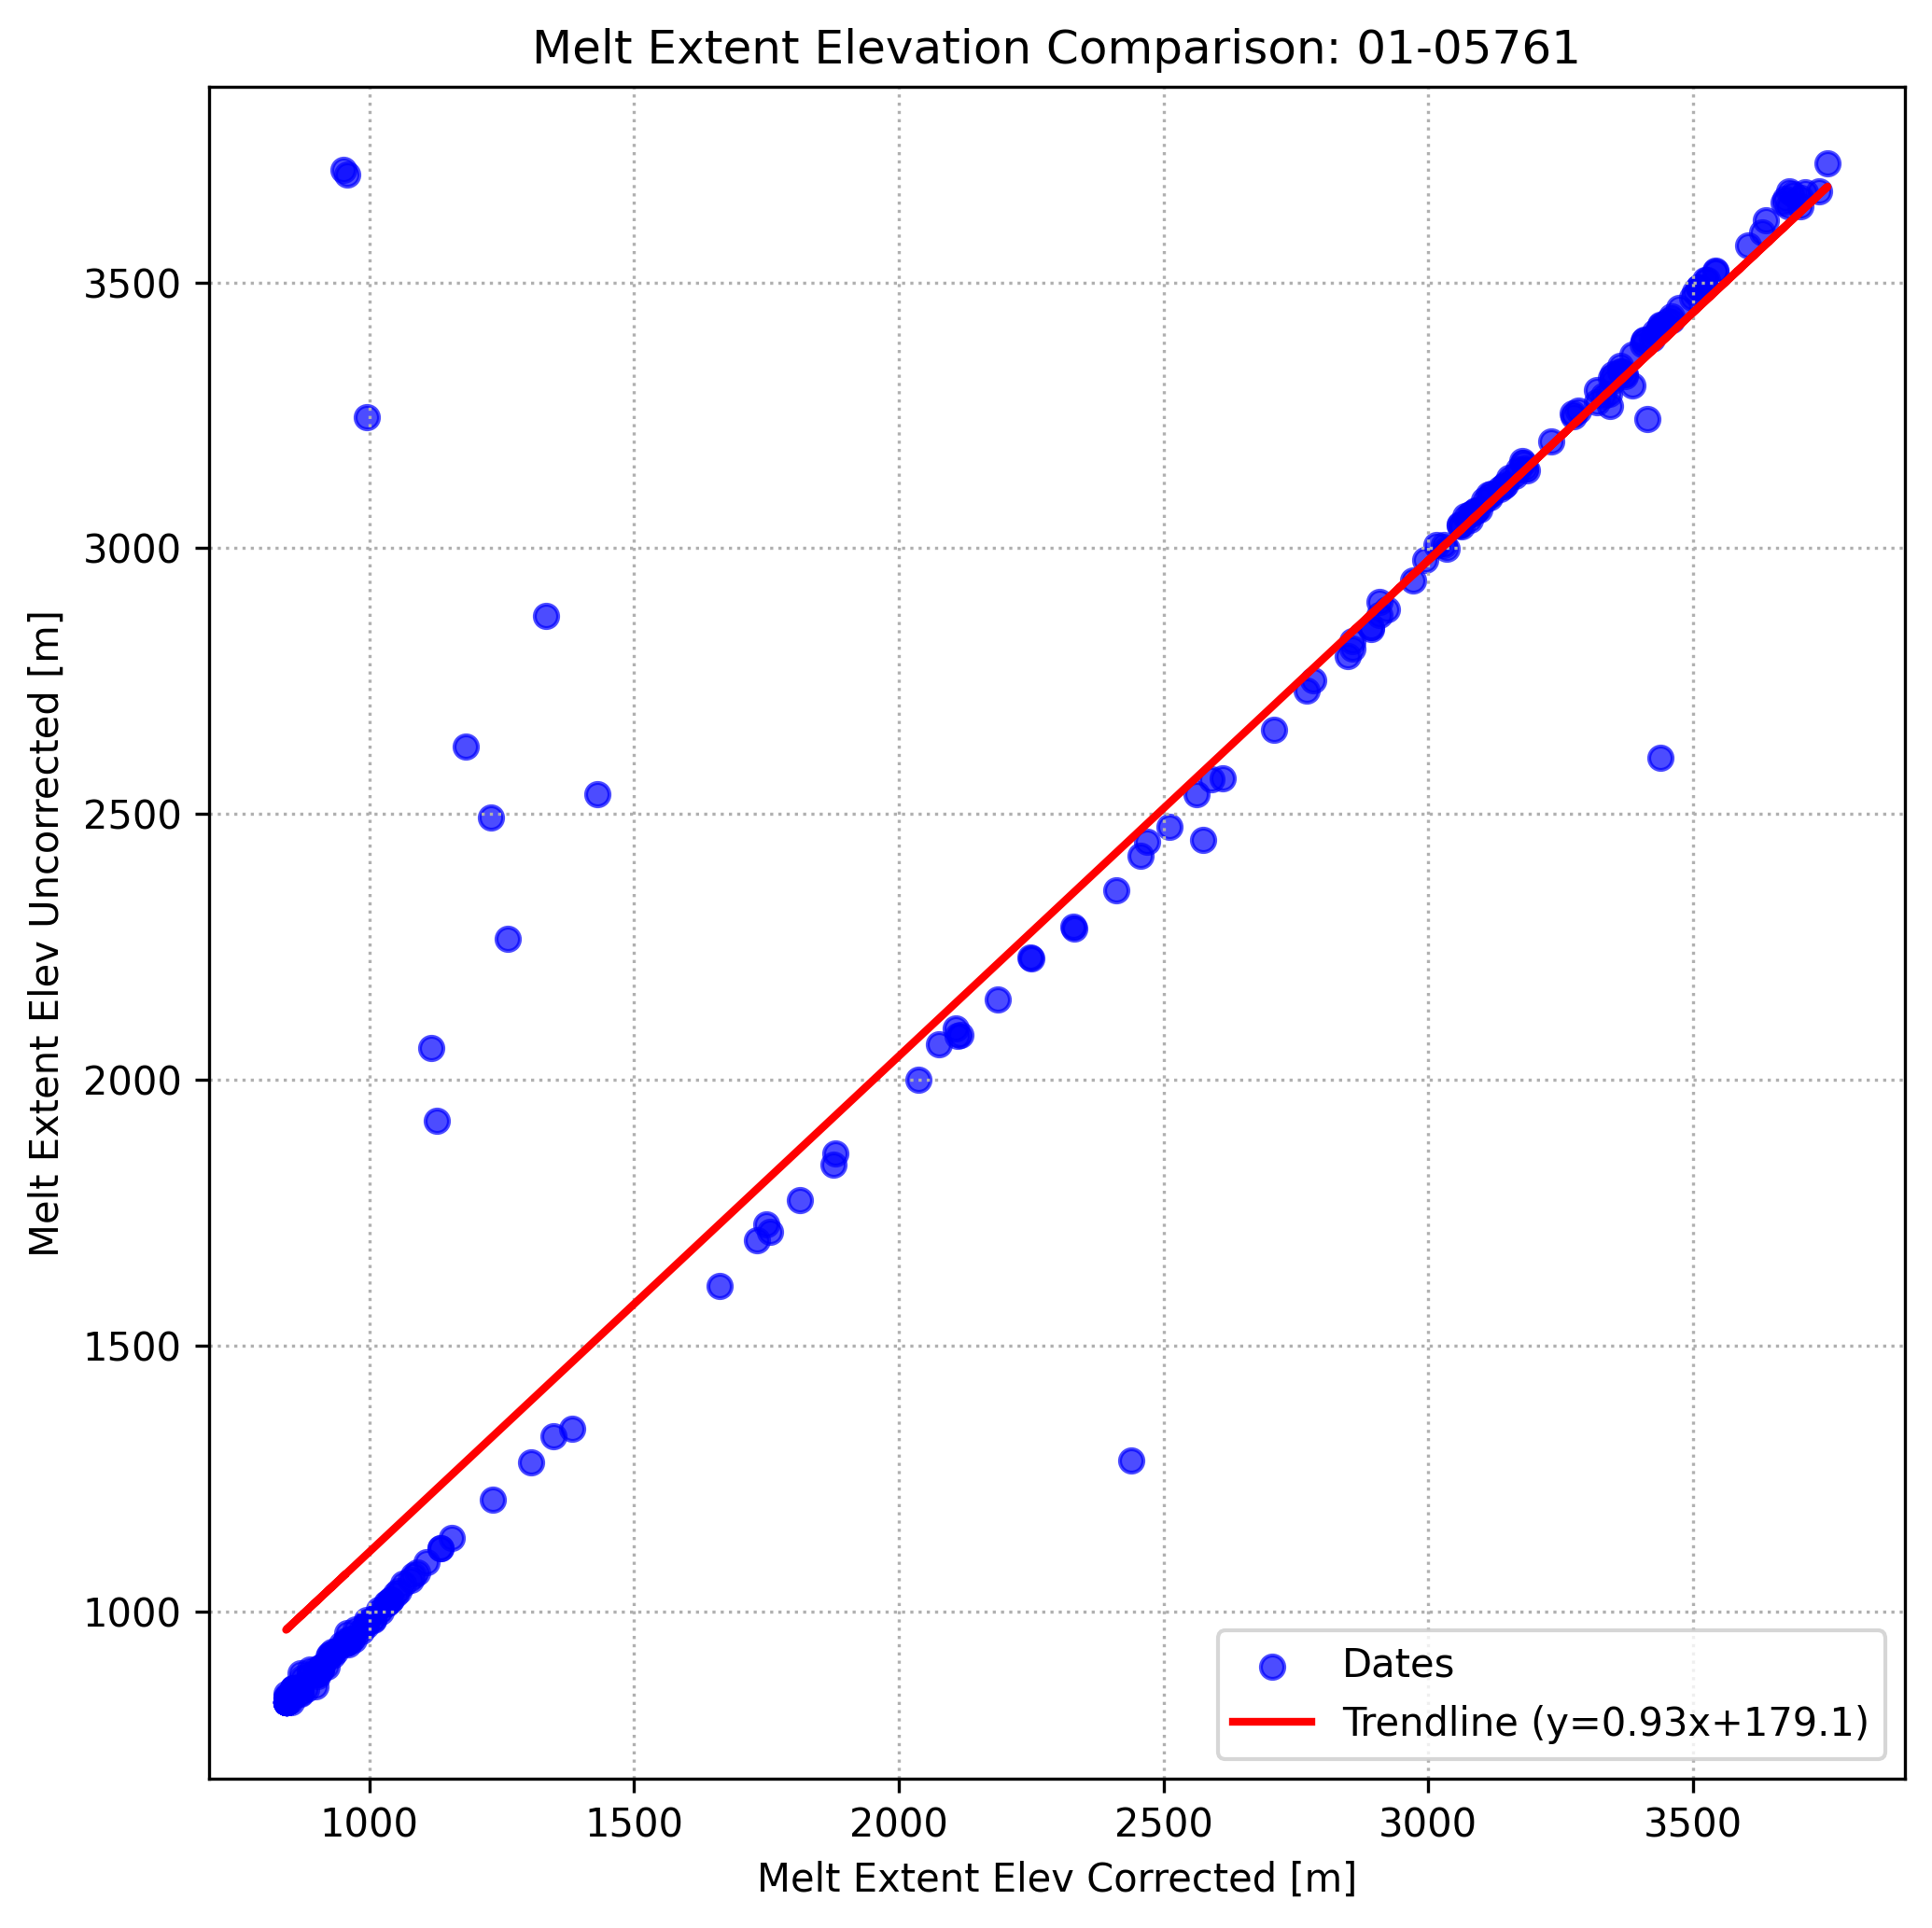 Melt Extent Elevation Comparison: 01-05761
Melt Extent Elev Uncorrected [m]
3500
3000
2500
2000
1500
1000
Dates
Trendline (y=0.93x+179.1)
1000 1500 2000 2500 3000 3500
Melt Extent Elev Corrected [m]